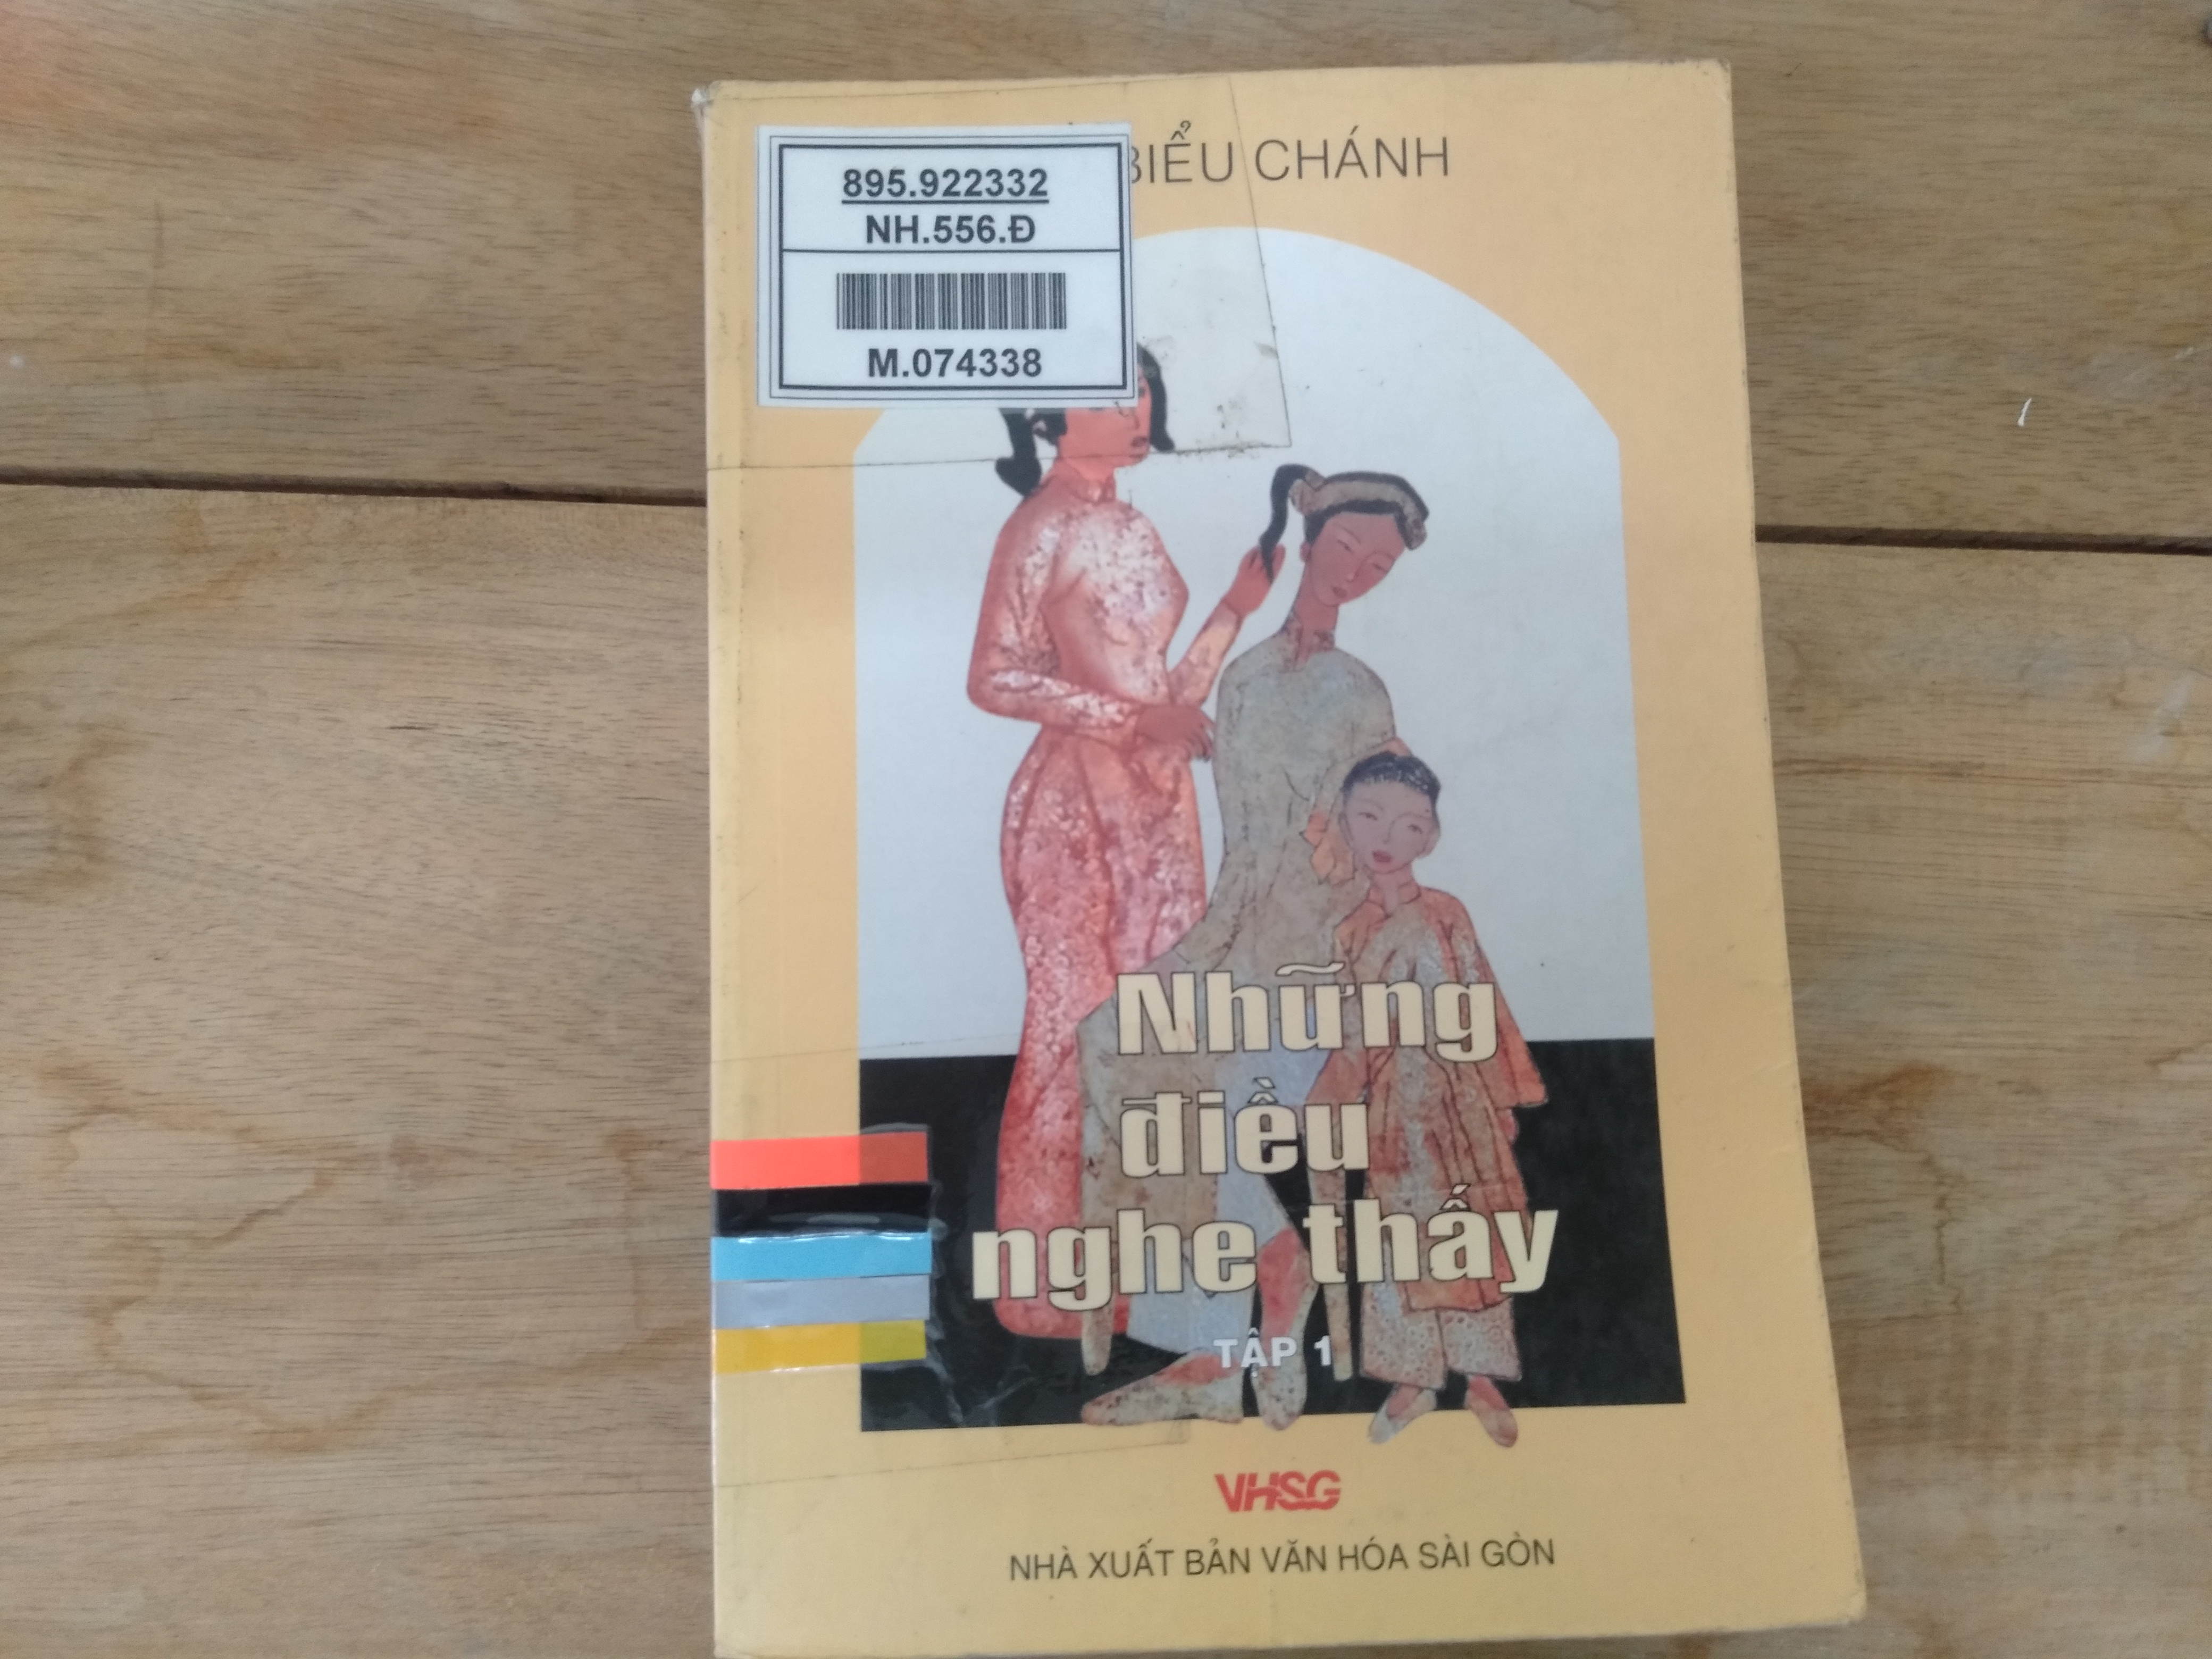 BIỂU CHÁNH
895.922332
NH.556.Đ
M.074338
Những
điều
nghe thấy
TẬP 1
VHSG
NHÀ XUẤT BẢN VĂN HÓA SÀI GÒN